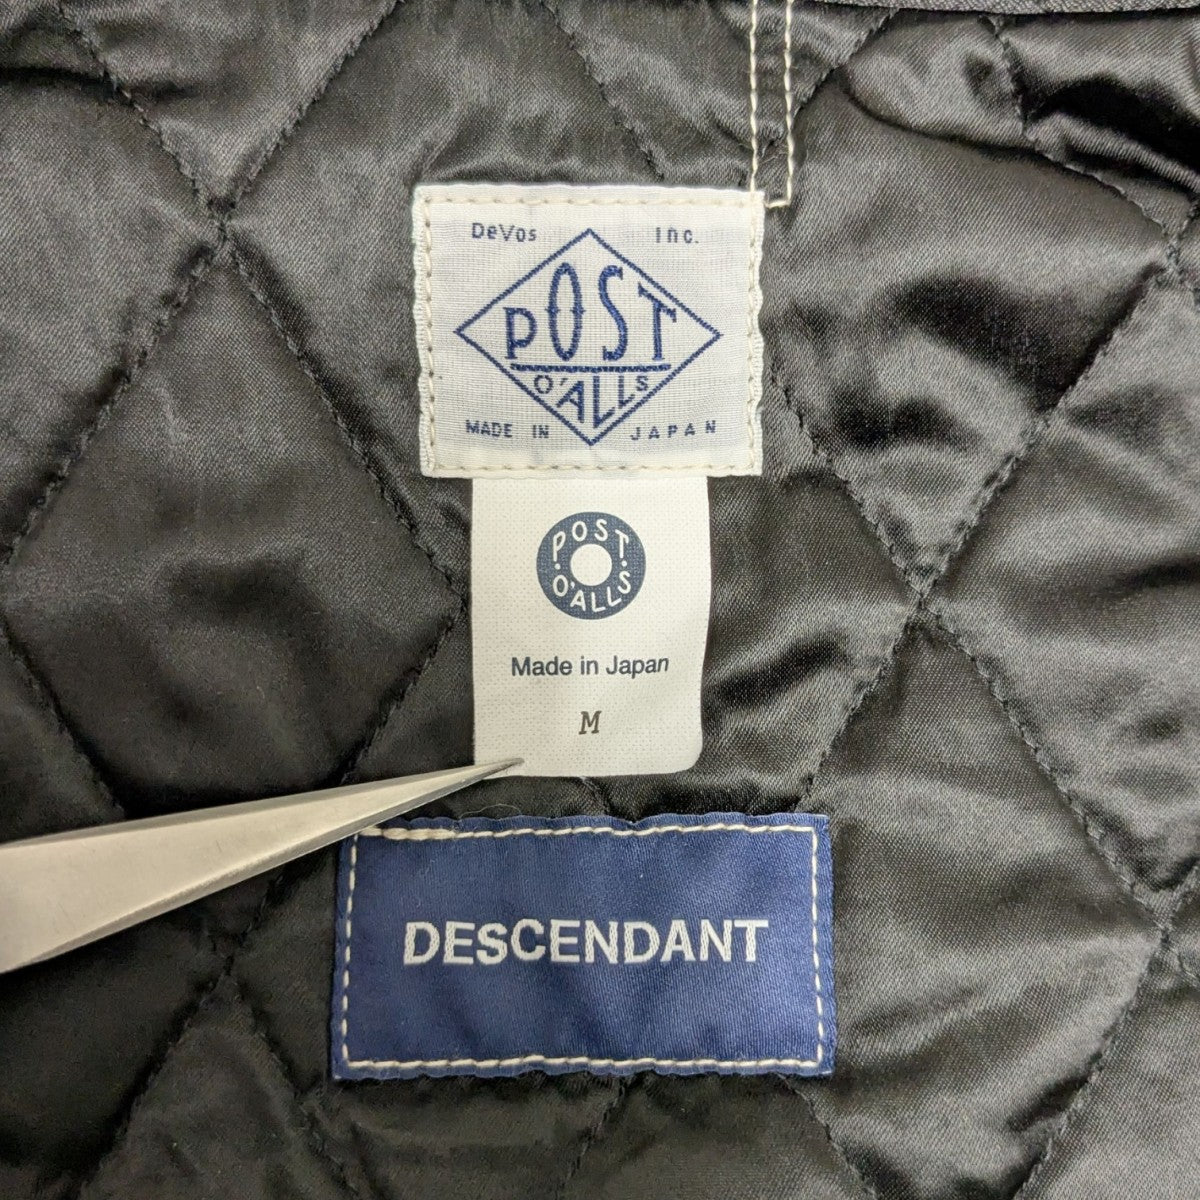 DeVos Inc.
POST
O'ALLS
MADE IN JAPAN
POST
O'ALLS
Made in Japan
M
DESCENDANT